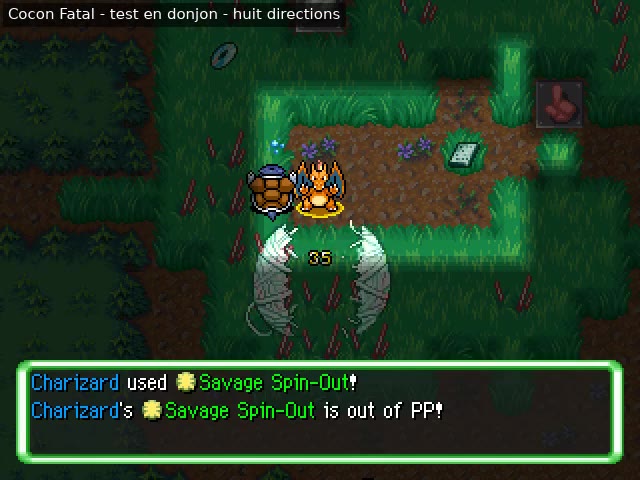 Cocon Fatal - test en donjon - huit directions
35
Charizard used Savage Spin-Out!
Charizard's Savage Spin-Out is out of PP!